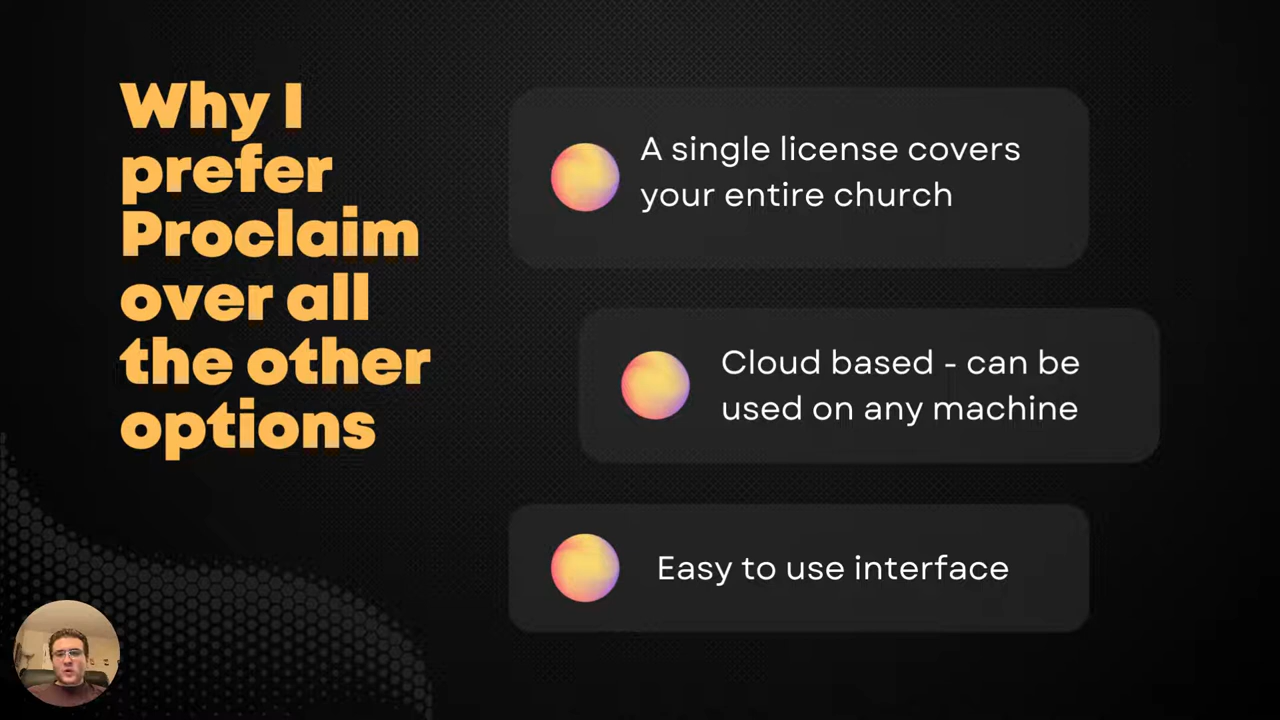 Why I
prefer
Proclaim
over all
the other
options
A single license covers
your entire church
Cloud based - can be
used on any machine
Easy to use interface